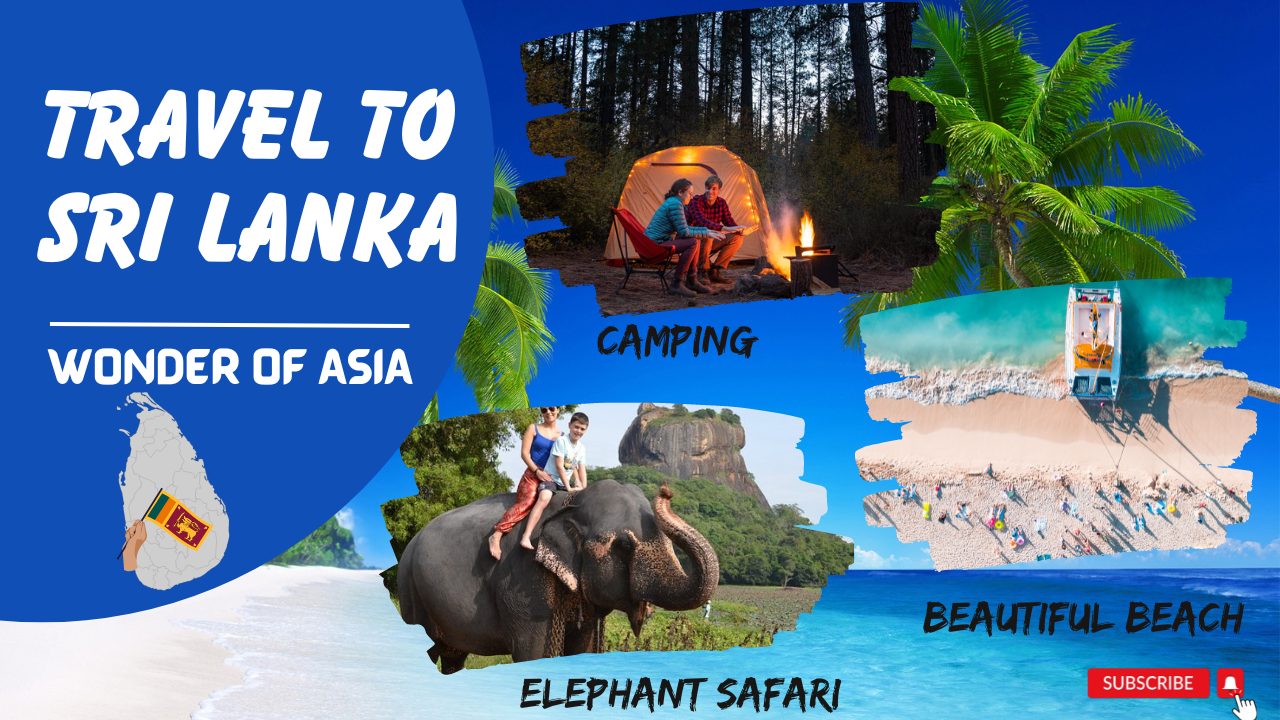 TRAVEL TO
SRI LANKA
WONDER OF ASIA
CAMPING
BEAUTIFUL BEACH
ELEPHANT SAFARI
SUBSCRIBE